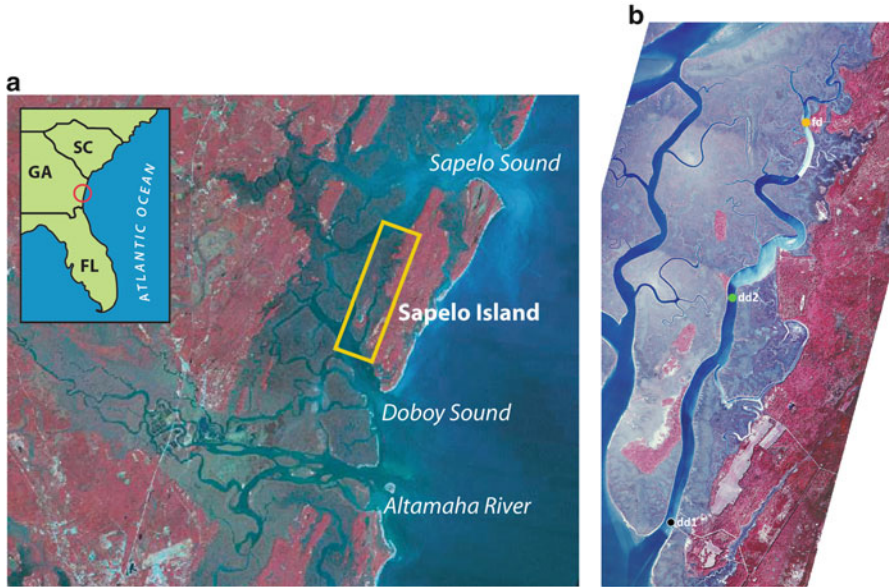 a
SC
GA
FL
ATLANTIC OCEAN
Sapelo Sound
Sapelo Island
Doboy Sound
Altamaha River
b
fd
dd2
dd1